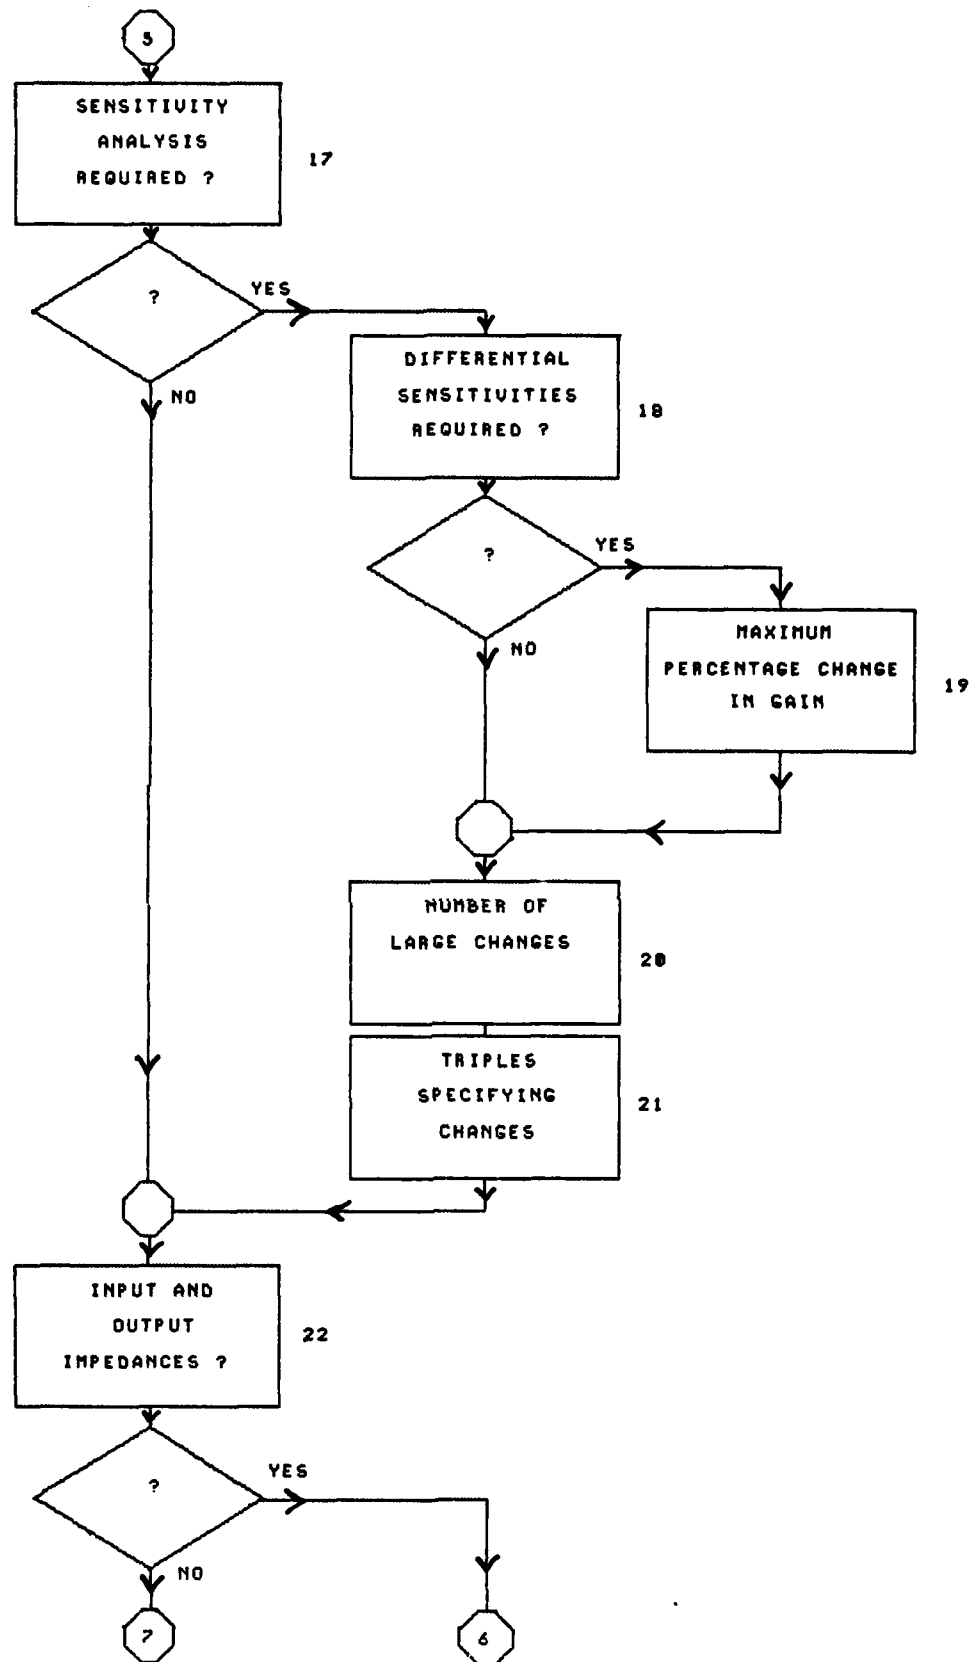 5
SENSITIVITY
ANALYSIS
REQUIRED ?
17
?
YES
NO
DIFFERENTIAL
SENSITIVITIES
REQUIRED ?
18
?
YES
NO
MAXIMUM
PERCENTAGE CHANGE
IN GAIN
19
NUMBER OF
LARGE CHANGES
20
TRIPLES
SPECIFYING
CHANGES
21
INPUT AND
OUTPUT
IMPEDANCES ?
22
?
YES
NO
7
6